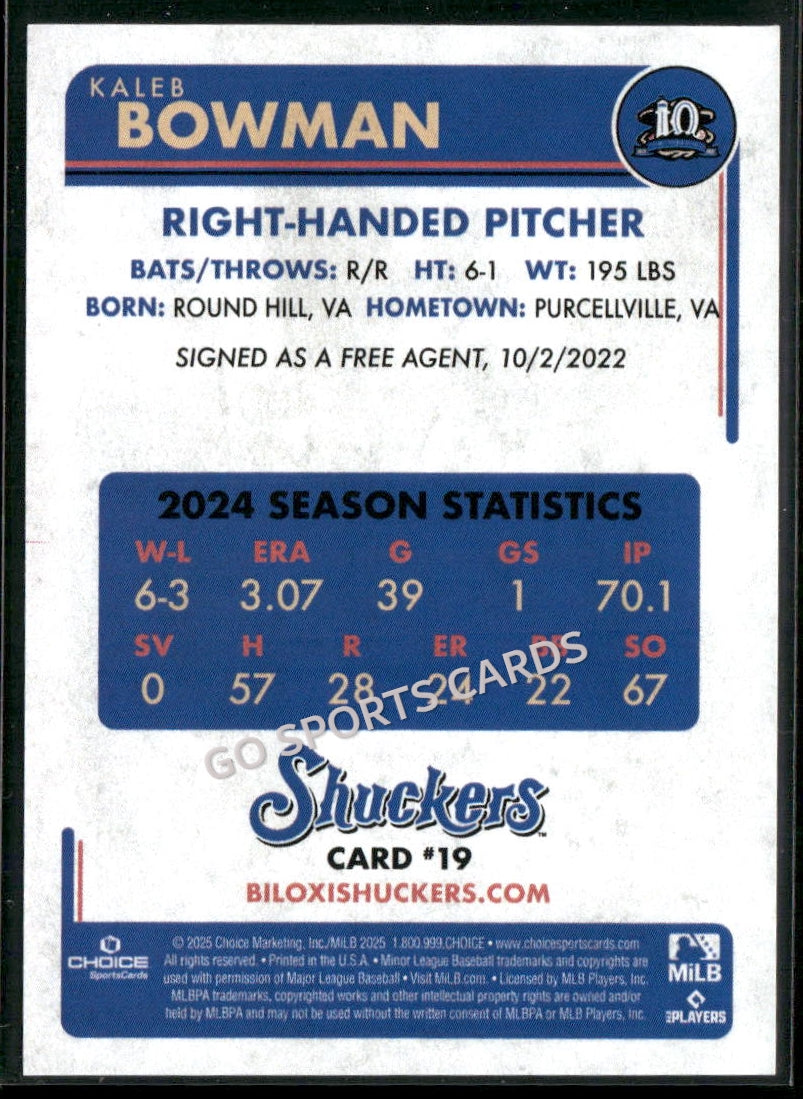 KALEB
BOWMAN
10
RIGHT-HANDED PITCHER
BATS/THROWS: R/R HT: 6-1 WT: 195 LBS
BORN: ROUND HILL, VA HOMETOWN: PURCELLVILLE, VA
SIGNED AS A FREE AGENT, 10/2/2022
2024 SEASON STATISTICS
W-L ERA G GS IP
6-3 3.07 39 1 70.1
SV H R ER BB SO
0 57 28 24 22 67
GO SPORTS CARDS
Shuckers™
CARD #19
BILOXISHUCKERS.COM
CHOICE
SportsCards
© 2025 Choice Marketing, Inc./MiLB 2025 1.800.999.CHOICE • www.choicesportscards.com
All rights reserved. • Printed in the U.S.A. • Minor League Baseball trademarks and copyrights are
used with permission of Major League Baseball • Visit MiLB.com. • Licensed by MLB Players, Inc.
MLBPA trademarks, copyrighted works and other intellectual property rights are owned and/or
held by MLBPA and may not be used without the written consent of MLBPA or MLB Players, Inc.
MiLB
PLAYERS